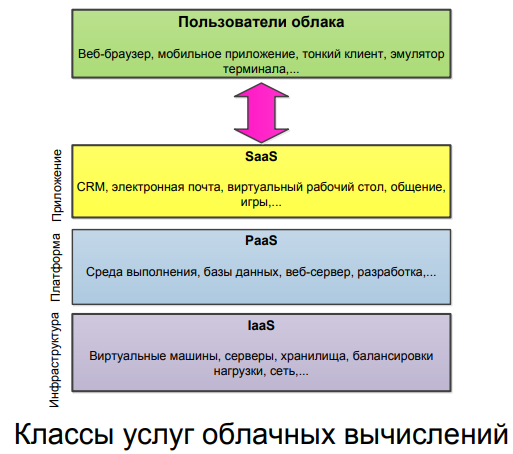 Пользователи облака
Веб-браузер, мобильное приложение, тонкий клиент, эмулятор
терминала,...
Приложение
SaaS
CRM, электронная почта, виртуальный рабочий стол, общение,
игры,...
Платформа
PaaS
Среда выполнения, базы данных, веб-сервер, разработка,...
Инфраструктура
IaaS
Виртуальные машины, серверы, хранилища, балансировки
нагрузки, сеть,...
Классы услуг облачных вычислений